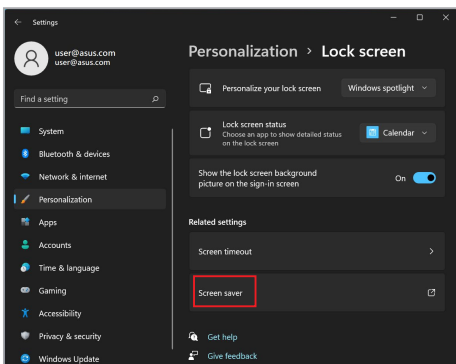 Settings
user@asus.com
user@asus.com
Find a setting
System
Bluetooth & devices
Network & internet
Personalization
Apps
Accounts
Time & language
Gaming
Accessibility
Privacy & security
Windows Update
Personalization > Lock screen
Personalize your lock screen
Windows spotlight
Lock screen status
Choose an app to show detailed status
on the lock screen
Calendar
Show the lock screen background
picture on the sign-in screen
On
Related settings
Screen timeout
Screen saver
Get help
Give feedback